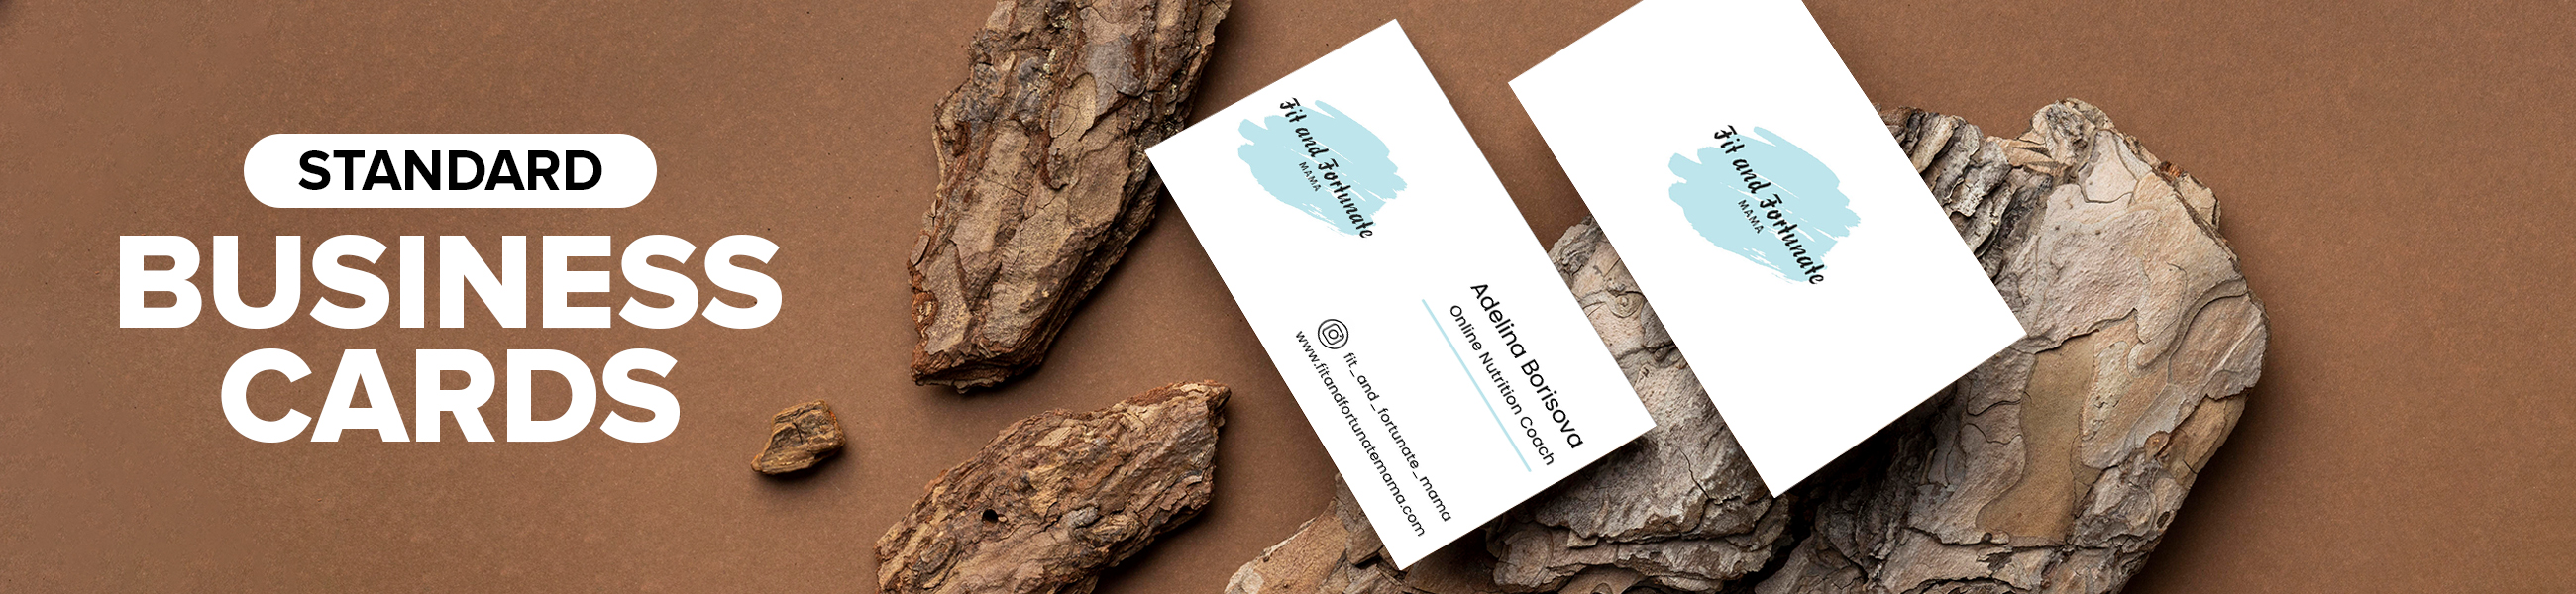 STANDARD
BUSINESS
CARDS
Fit and Fortunate
MAMA
Adelina Borisova
Online Nutrition Coach
fit_and_fortunate_mama
www.fitandfortunatemama.com
Fit and Fortunate
MAMA